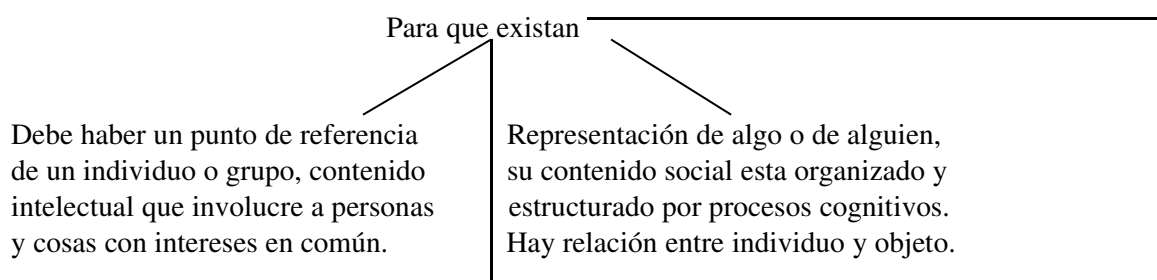 Para que existan
Debe haber un punto de referencia
de un individuo o grupo, contenido
intelectual que involucre a personas
y cosas con intereses en común.
Representación de algo o de alguien,
su contenido social esta organizado y
estructurado por procesos cognitivos.
Hay relación entre individuo y objeto.